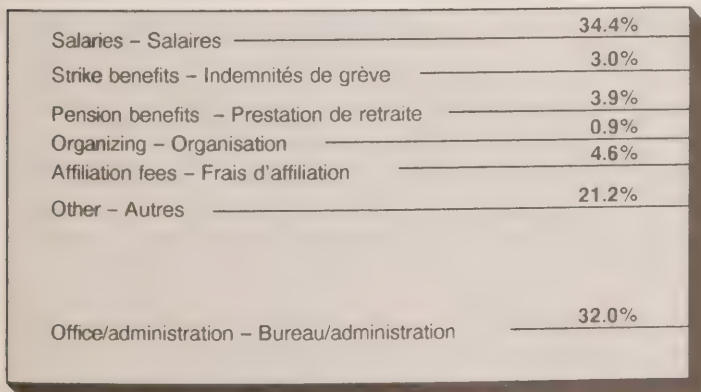 Salaries – Salaires 34.4%
Strike benefits – Indemnités de grève 3.0%
Pension benefits – Prestation de retraite 3.9%
Organizing – Organisation 0.9%
Affiliation fees – Frais d'affiliation 4.6%
Other – Autres 21.2%
Office/administration – Bureau/administration 32.0%